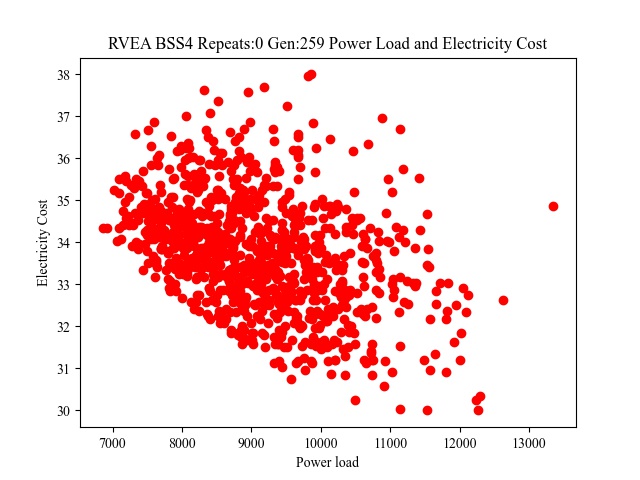 RVEA BSS4 Repeats:0 Gen:259 Power Load and Electricity Cost
38
37
36
35
34
33
32
31
30
Electricity Cost
7000 8000 9000 10000 11000 12000 13000
Power load